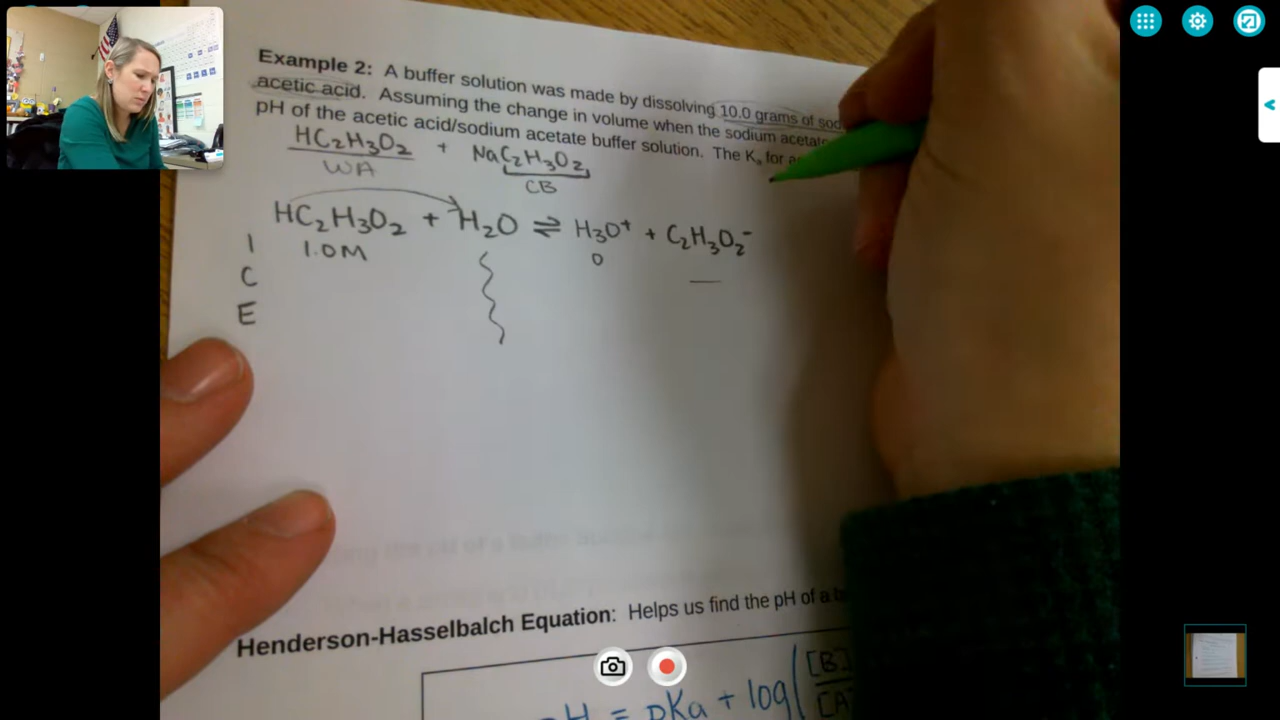 Example 2: A buffer solution was made by dissolving 10.0 grams of
acetic acid. Assuming the change in volume when the sodium acetate
pH of the acetic acid/sodium acetate buffer solution. The Kₐ for
HC₂H₃O₂ + NaC₂H₃O₂
WA CB
HC₂H₃O₂ + H₂O ⇌ H₃O⁺ + C₂H₃O₂⁻
I 1.0M 0
C
E
Henderson-Hasselbalch Equation: Helps us find the pH of a
pH = pKa + log([B]
[A]